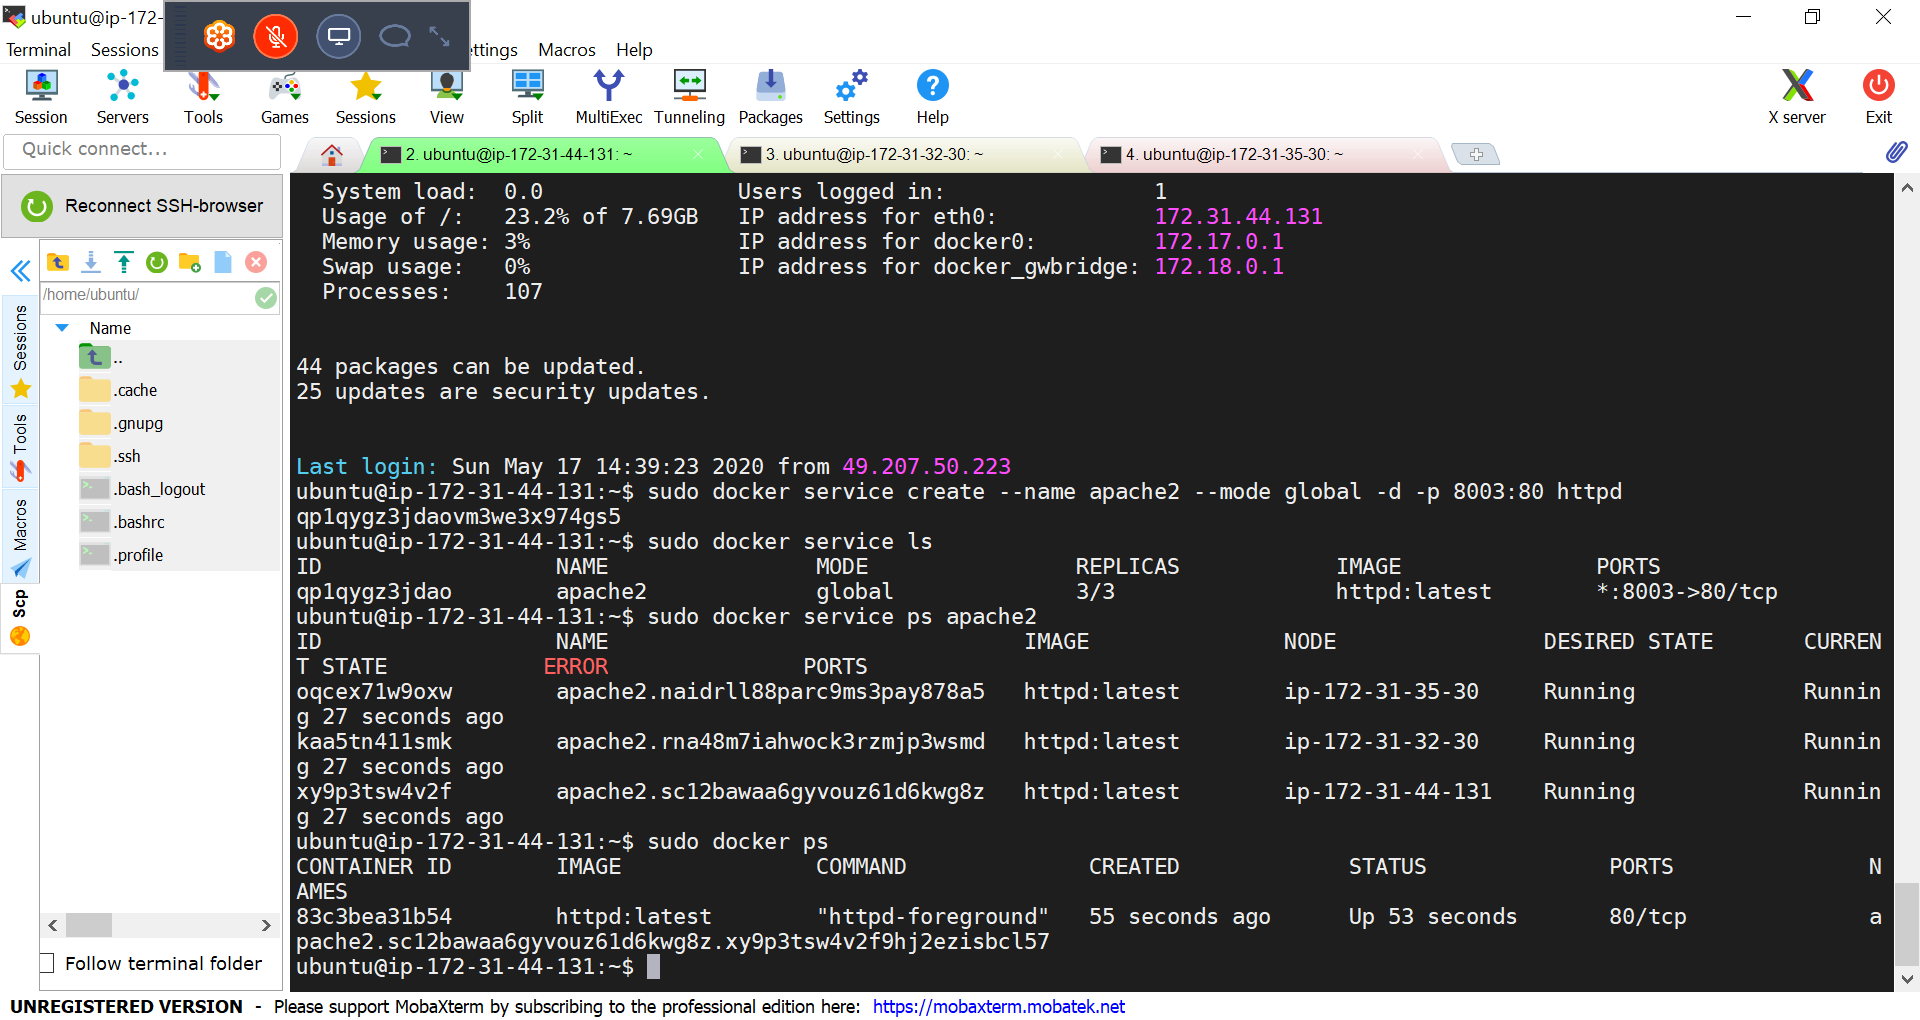 ubuntu@ip-172-
Terminal Sessions ettings Macros Help
Session Servers Tools Games Sessions View Split MultiExec Tunneling Packages Settings Help X server Exit
Quick connect...
2. ubuntu@ip-172-31-44-131: ~ 3. ubuntu@ip-172-31-32-30: ~ 4. ubuntu@ip-172-31-35-30: ~
Reconnect SSH-browser
/home/ubuntu/
Name
..
.cache
.gnupg
.ssh
.bash_logout
.bashrc
.profile
Sessions
Tools
Macros
Scp
Follow terminal folder
System load: 0.0 Users logged in: 1
Usage of /: 23.2% of 7.69GB IP address for eth0: 172.31.44.131
Memory usage: 3% IP address for docker0: 172.17.0.1
Swap usage: 0% IP address for docker_gwbridge: 172.18.0.1
Processes: 107
44 packages can be updated.
25 updates are security updates.
Last login: Sun May 17 14:39:23 2020 from 49.207.50.223
ubuntu@ip-172-31-44-131:~$ sudo docker service create --name apache2 --mode global -d -p 8003:80 httpd
qp1qygz3jdaovm3we3x974gs5
ubuntu@ip-172-31-44-131:~$ sudo docker service ls
ID NAME MODE REPLICAS IMAGE PORTS
qp1qygz3jdao apache2 global 3/3 httpd:latest *:8003->80/tcp
ubuntu@ip-172-31-44-131:~$ sudo docker service ps apache2
ID NAME IMAGE NODE DESIRED STATE CURREN
T STATE ERROR PORTS
oqcex71w9oxw apache2.naidrll88parc9ms3pay878a5 httpd:latest ip-172-31-35-30 Running Runnin
g 27 seconds ago
kaa5tn411smk apache2.rna48m7iahwock3rzmjp3wsmd httpd:latest ip-172-31-32-30 Running Runnin
g 27 seconds ago
xy9p3tsw4v2f apache2.sc12bawaa6gyvouz61d6kwg8z httpd:latest ip-172-31-44-131 Running Runnin
g 27 seconds ago
ubuntu@ip-172-31-44-131:~$ sudo docker ps
CONTAINER ID IMAGE COMMAND CREATED STATUS PORTS N
AMES
83c3bea31b54 httpd:latest "httpd-foreground" 55 seconds ago Up 53 seconds 80/tcp a
pache2.sc12bawaa6gyvouz61d6kwg8z.xy9p3tsw4v2f9hj2ezisbcl57
ubuntu@ip-172-31-44-131:~$
UNREGISTERED VERSION - Please support MobaXterm by subscribing to the professional edition here: https://mobaxterm.mobatek.net